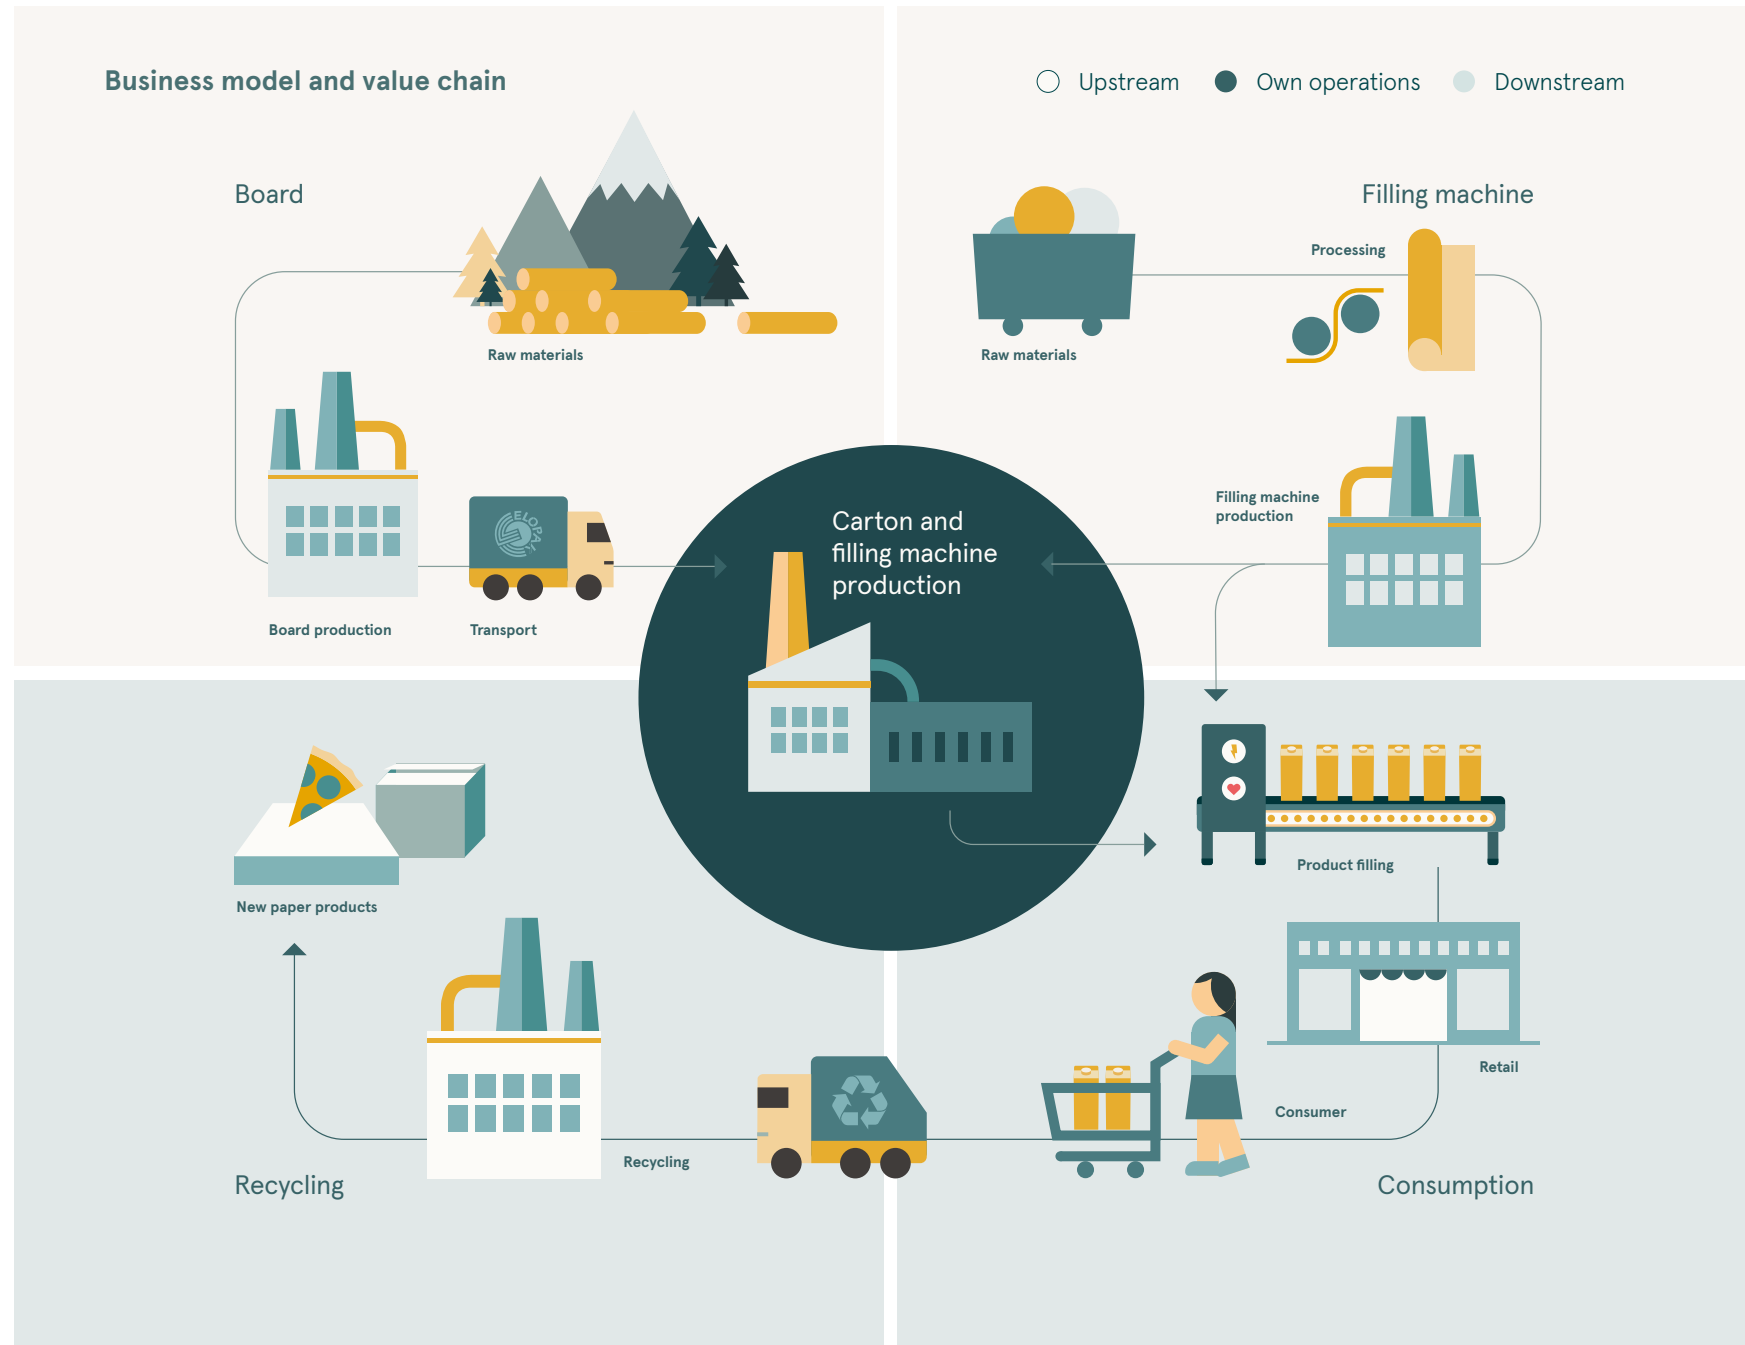 Business model and value chain
Upstream
Own operations
Downstream
Board
Raw materials
Board production
Transport
ELOPAK
Filling machine
Processing
Raw materials
Filling machine
production
Carton and
filling machine
production
Product filling
Retail
Consumer
Consumption
New paper products
Recycling
Recycling